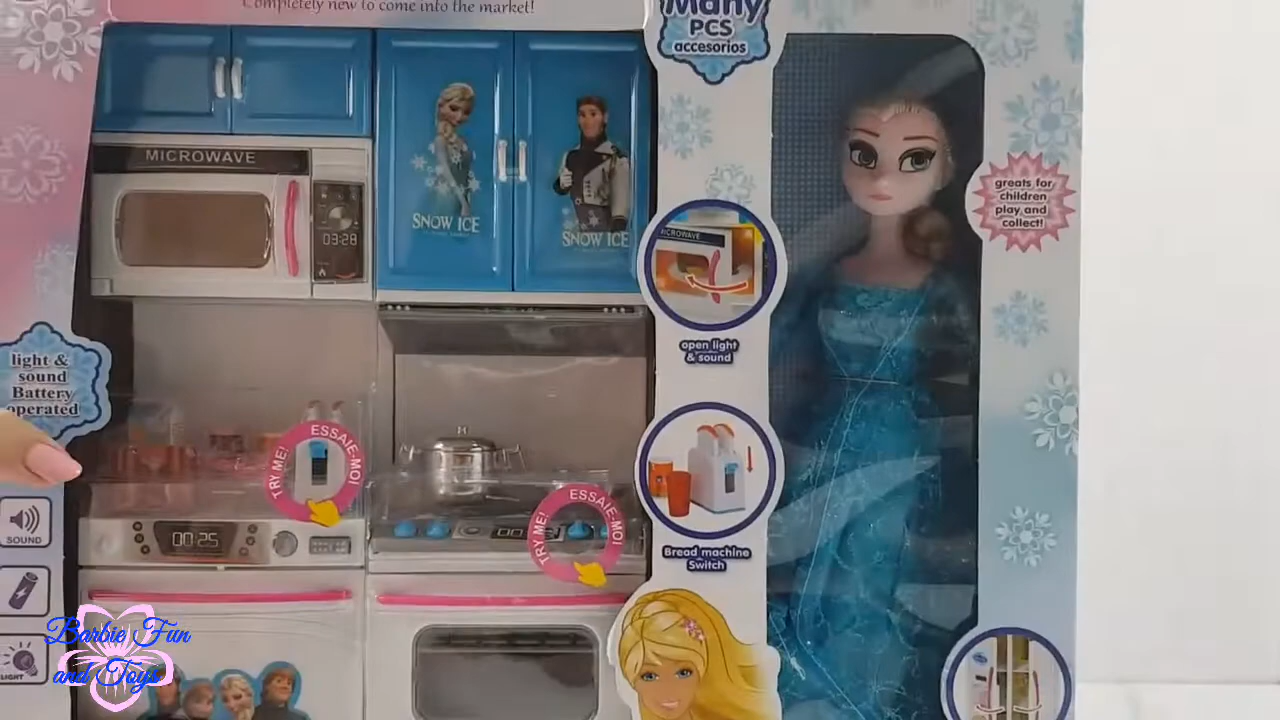 Completely new to come into the market!
Many
PCS
accesorios
MICROWAVE
03:28
SNOW ICE
SNOW ICE
greats for
children
play and
collect!
MICROWAVE
open light
& sound
light &
sound
Battery
operated
TRY ME!
ESSAIE-MOI
TRY ME!
ESSAIE-MOI
00:25
Bread machine
Switch
SOUND
LIGHT
Barbie Fun
and Toys